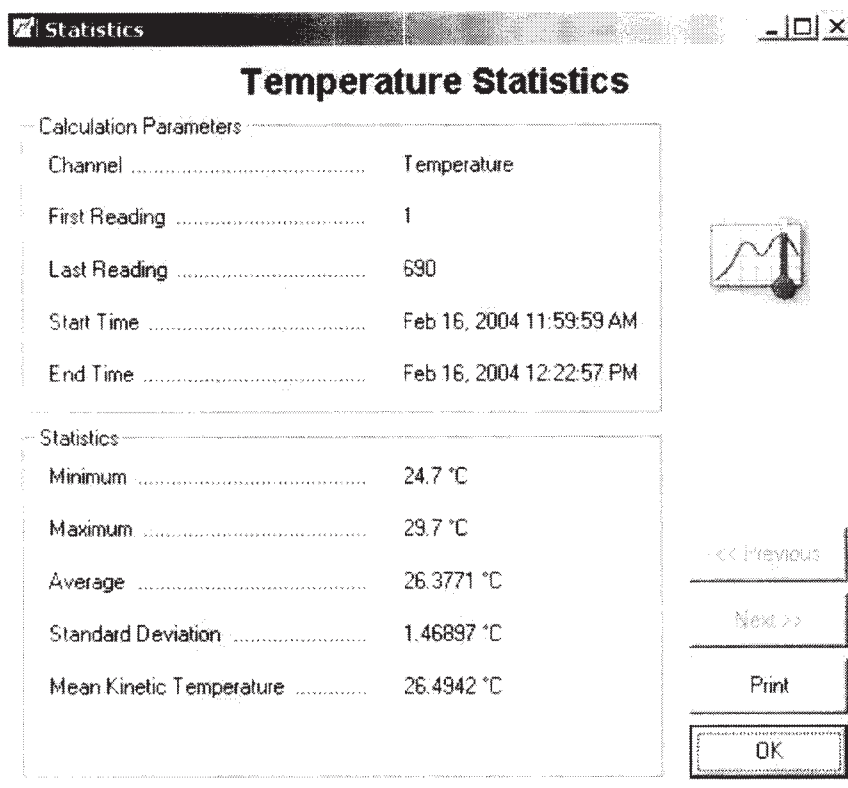 Statistics
Temperature Statistics
Calculation Parameters
Channel ........................................ Temperature
First Reading ................................ 1
Last Reading ................................ 690
Start Time ..................................... Feb 16, 2004 11:59:59 AM
End Time ...................................... Feb 16, 2004 12:22:57 PM
Statistics
Minimum ....................................... 24.7 °C
Maximum ...................................... 29.7 °C
Average ....................................... 26.3771 °C
Standard Deviation ....................... 1.46897 °C
Mean Kinetic Temperature ............ 26.4942 °C
<< Previous
Next >>
Print
OK